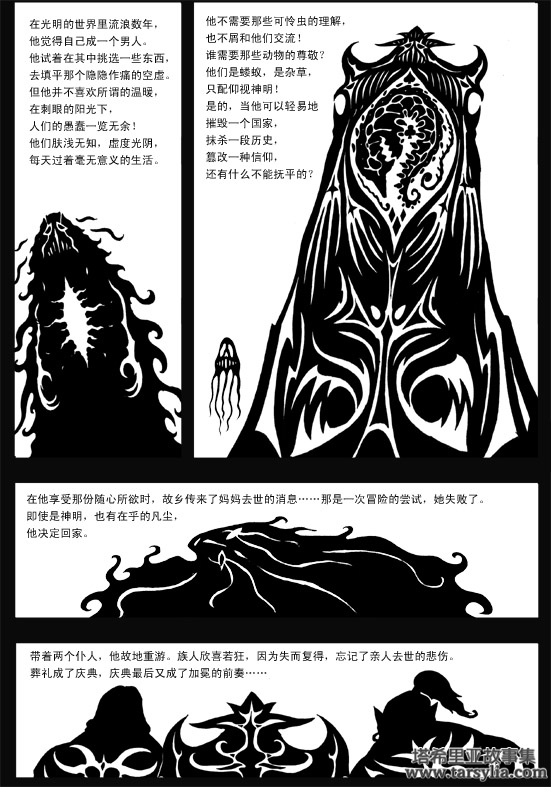 在光明的世界里流浪数年，
他觉得自己成一个男人。
他试着在其中挑选一些东西，
去填平那个隐隐作痛的空虚。
但他并不喜欢所谓的温暖，
在刺眼的阳光下，
人们的愚蠢一览无余！
他们肤浅无知，虚度光阴，
每天过着毫无意义的生活。
他不需要那些可怜虫的理解，
也不屑和他们交流！
谁需要那些动物的尊敬？
他们是蝼蚁，是杂草，
只配仰视神明！
是的，当他可以轻易地
摧毁一个国家，
抹杀一段历史，
篡改一种信仰，
还有什么不能抚平的？
在他享受那份随心所欲时，故乡传来了妈妈去世的消息……那是一次冒险的尝试，她失败了。
即使是神明，也有在乎的凡尘，
他决定回家。
带着两个仆人，他故地重游。族人欣喜若狂，因为失而复得，忘记了亲人去世的悲伤。
葬礼成了庆典，庆典最后又成了加冕的前奏……
塔希里亚故事集
www.tarsylia.com